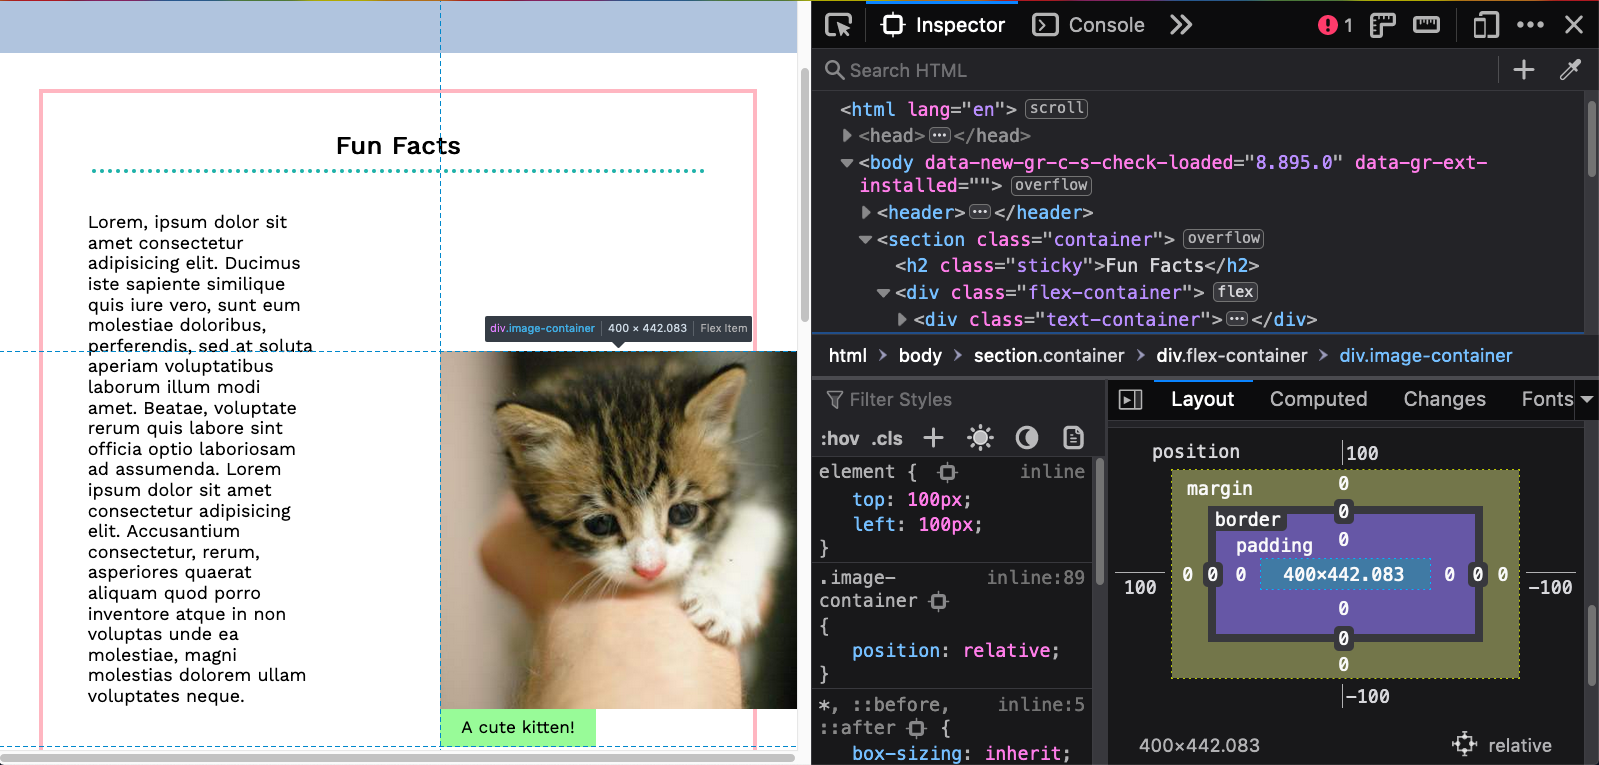 Fun Facts
Lorem, ipsum dolor sit
amet consectetur
adipisicing elit. Ducimus
iste sapiente similique
quis iure vero, sunt eum
molestiae doloribus,
perferendis, sed at soluta
aperiam voluptatibus
laborum illum modi
amet. Beatae, voluptate
rerum quis labore sint
officia optio laboriosam
ad assumenda. Lorem
ipsum dolor sit amet
consectetur adipisicing
elit. Accusantium
consectetur, rerum,
asperiores quaerat
aliquam quod porro
inventore atque in non
voluptas unde ea
molestiae, magni
molestias dolorem ullam
voluptates neque.
div.image-container 400 × 442.083 Flex Item
A cute kitten!
Inspector Console 1
Search HTML
<html lang="en"> scroll
<head>···</head>
<body data-new-gr-c-s-check-loaded="8.895.0" data-gr-ext-
installed=""> overflow
<header>···</header>
<section class="container"> overflow
<h2 class="sticky">Fun Facts</h2>
<div class="flex-container"> flex
<div class="text-container">···</div>
html > body > section.container > div.flex-container > div.image-container
Filter Styles
:hov .cls
element { inline
top: 100px;
left: 100px;
}
.image- inline:89
container
{
position: relative;
}
*, ::before, inline:5
::after {
box-sizing: inherit;
Layout Computed Changes Fonts
position 100
margin 0
border 0
padding 0
100 0 0 0 400×442.083 0 0 0 -100
0
0
0
-100
400×442.083 relative